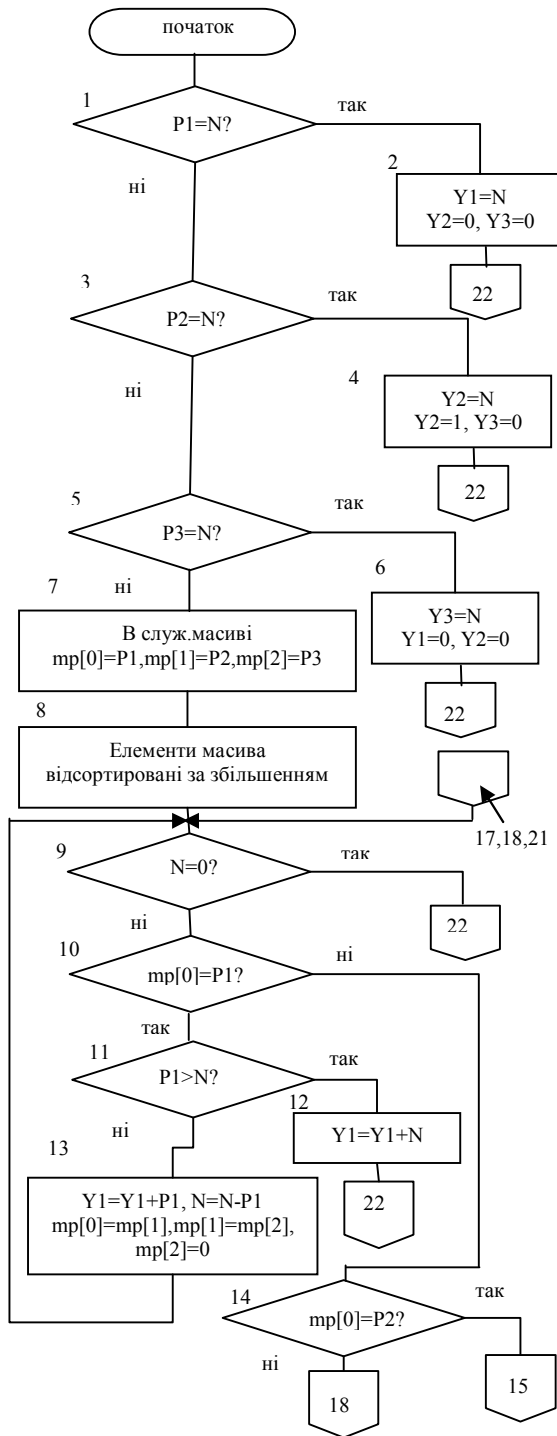 початок
1
P1=N?
так
ні
2
Y1=N
Y2=0, Y3=0
22
3
P2=N?
так
ні
4
Y2=N
Y2=1, Y3=0
22
5
P3=N?
так
ні
6
Y3=N
Y1=0, Y2=0
22
7
В служ.масиві
mp[0]=P1,mp[1]=P2,mp[2]=P3
8
Елементи масива
відсортировані за збільшенням
17,18,21
9
N=0?
так
22
ні
10
mp[0]=P1?
ні
так
11
P1>N?
так
ні
12
Y1=Y1+N
22
13
Y1=Y1+P1, N=N-P1
mp[0]=mp[1],mp[1]=mp[2],
mp[2]=0
14
mp[0]=P2?
так
ні
18
15